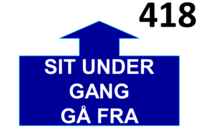 418
SIT UNDER
GANG
GÅ FRA